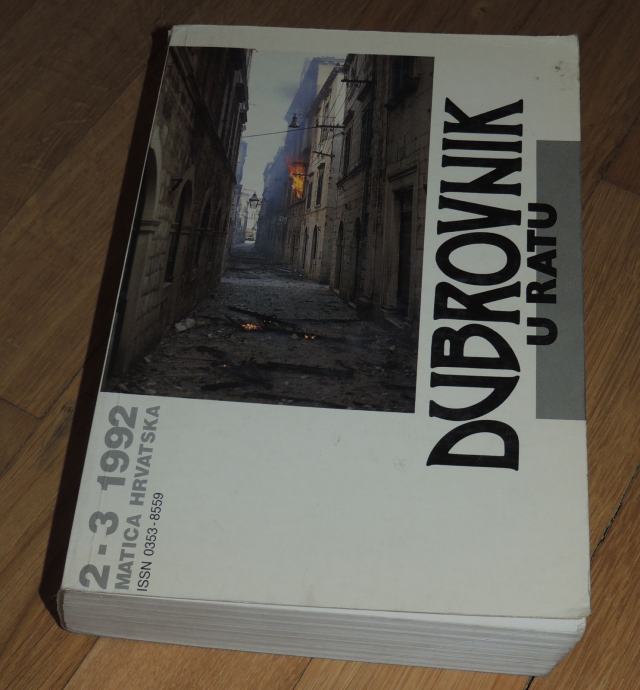 DUBROVNIK
U RATU
2-3 1992
MATICA HRVATSKA
ISSN 0353-8559